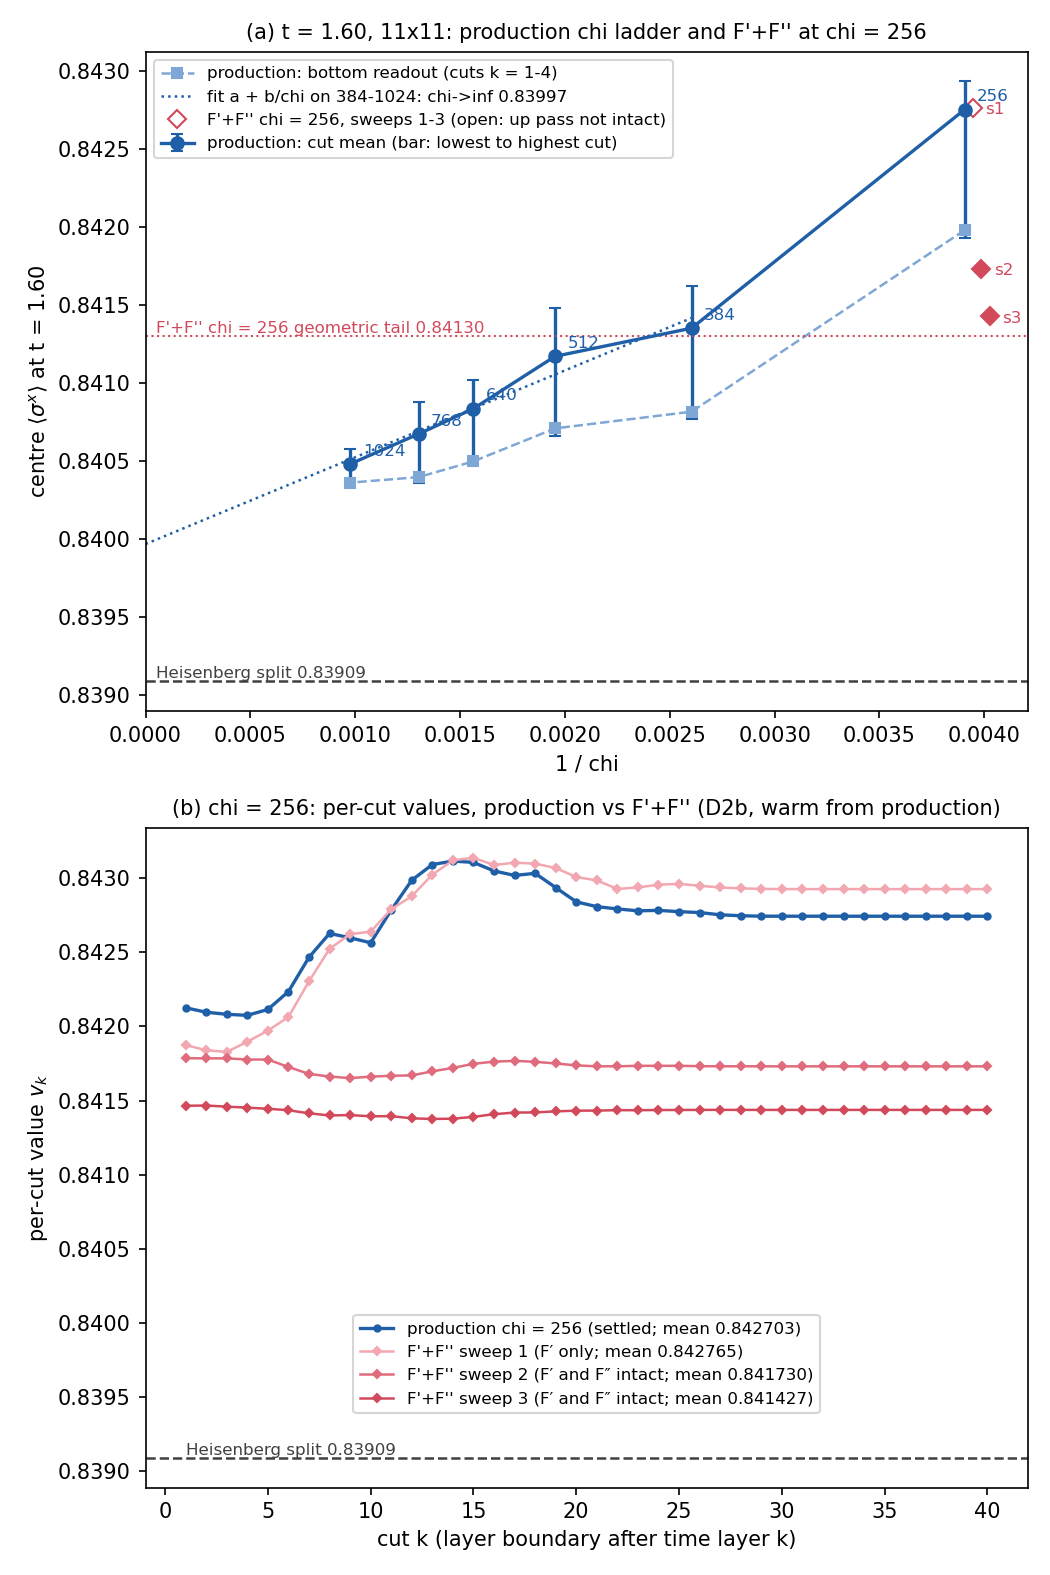 (a) t = 1.60, 11x11: production chi ladder and F'+F'' at chi = 256
production: bottom readout (cuts k = 1-4)
fit a + b/chi on 384-1024: chi->inf 0.83997
F'+F'' chi = 256, sweeps 1-3 (open: up pass not intact)
production: cut mean (bar: lowest to highest cut)
256
s1
s2
s3
F'+F'' chi = 256 geometric tail 0.84130
384
512
640
768
1024
Heisenberg split 0.83909
0.8430
0.8425
0.8420
0.8415
0.8410
0.8405
0.8400
0.8395
0.8390
centre ⟨σ^x⟩ at t = 1.60
0.0000 0.0005 0.0010 0.0015 0.0020 0.0025 0.0030 0.0035 0.0040
1 / chi
(b) chi = 256: per-cut values, production vs F'+F'' (D2b, warm from production)
0.8430
0.8425
0.8420
0.8415
0.8410
0.8405
0.8400
0.8395
0.8390
per-cut value v_k
production chi = 256 (settled; mean 0.842703)
F'+F'' sweep 1 (F′ only; mean 0.842765)
F'+F'' sweep 2 (F′ and F″ intact; mean 0.841730)
F'+F'' sweep 3 (F′ and F″ intact; mean 0.841427)
Heisenberg split 0.83909
0 5 10 15 20 25 30 35 40
cut k (layer boundary after time layer k)